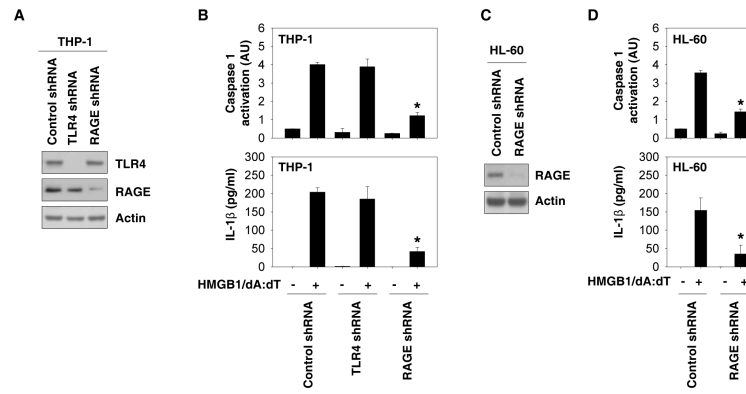 A
THP-1
Control shRNA
TLR4 shRNA
RAGE shRNA
TLR4
RAGE
Actin
B
THP-1
Caspase 1
activation (AU)
6
5
4
3
2
1
0
*
THP-1
IL-1β (pg/ml)
300
250
200
150
100
50
0
*
HMGB1/dA:dT - + - + - +
Control shRNA
TLR4 shRNA
RAGE shRNA
C
HL-60
Control shRNA
RAGE shRNA
RAGE
Actin
D
HL-60
Caspase 1
activation (AU)
6
5
4
3
2
1
0
*
HL-60
IL-1β (pg/ml)
300
250
200
150
100
50
0
*
HMGB1/dA:dT - + - +
Control shRNA
RAGE shRNA